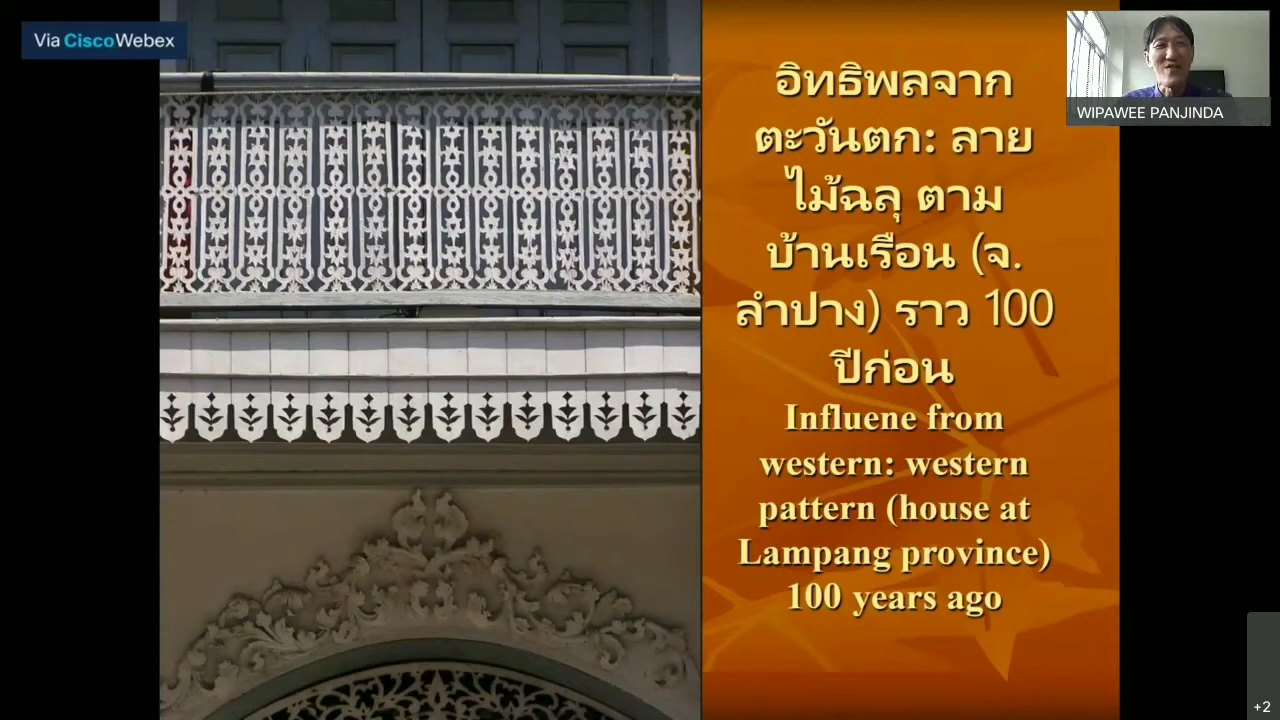 Via CiscoWebex
อิทธิพลจาก
ตะวันตก: ลาย
ไม้ฉลุ ตาม
บ้านเรือน (จ.
ลำปาง) ราว 100
ปีก่อน
Influene from
western: western
pattern (house at
Lampang province)
100 years ago
WIPAWEE PANJINDA
+2